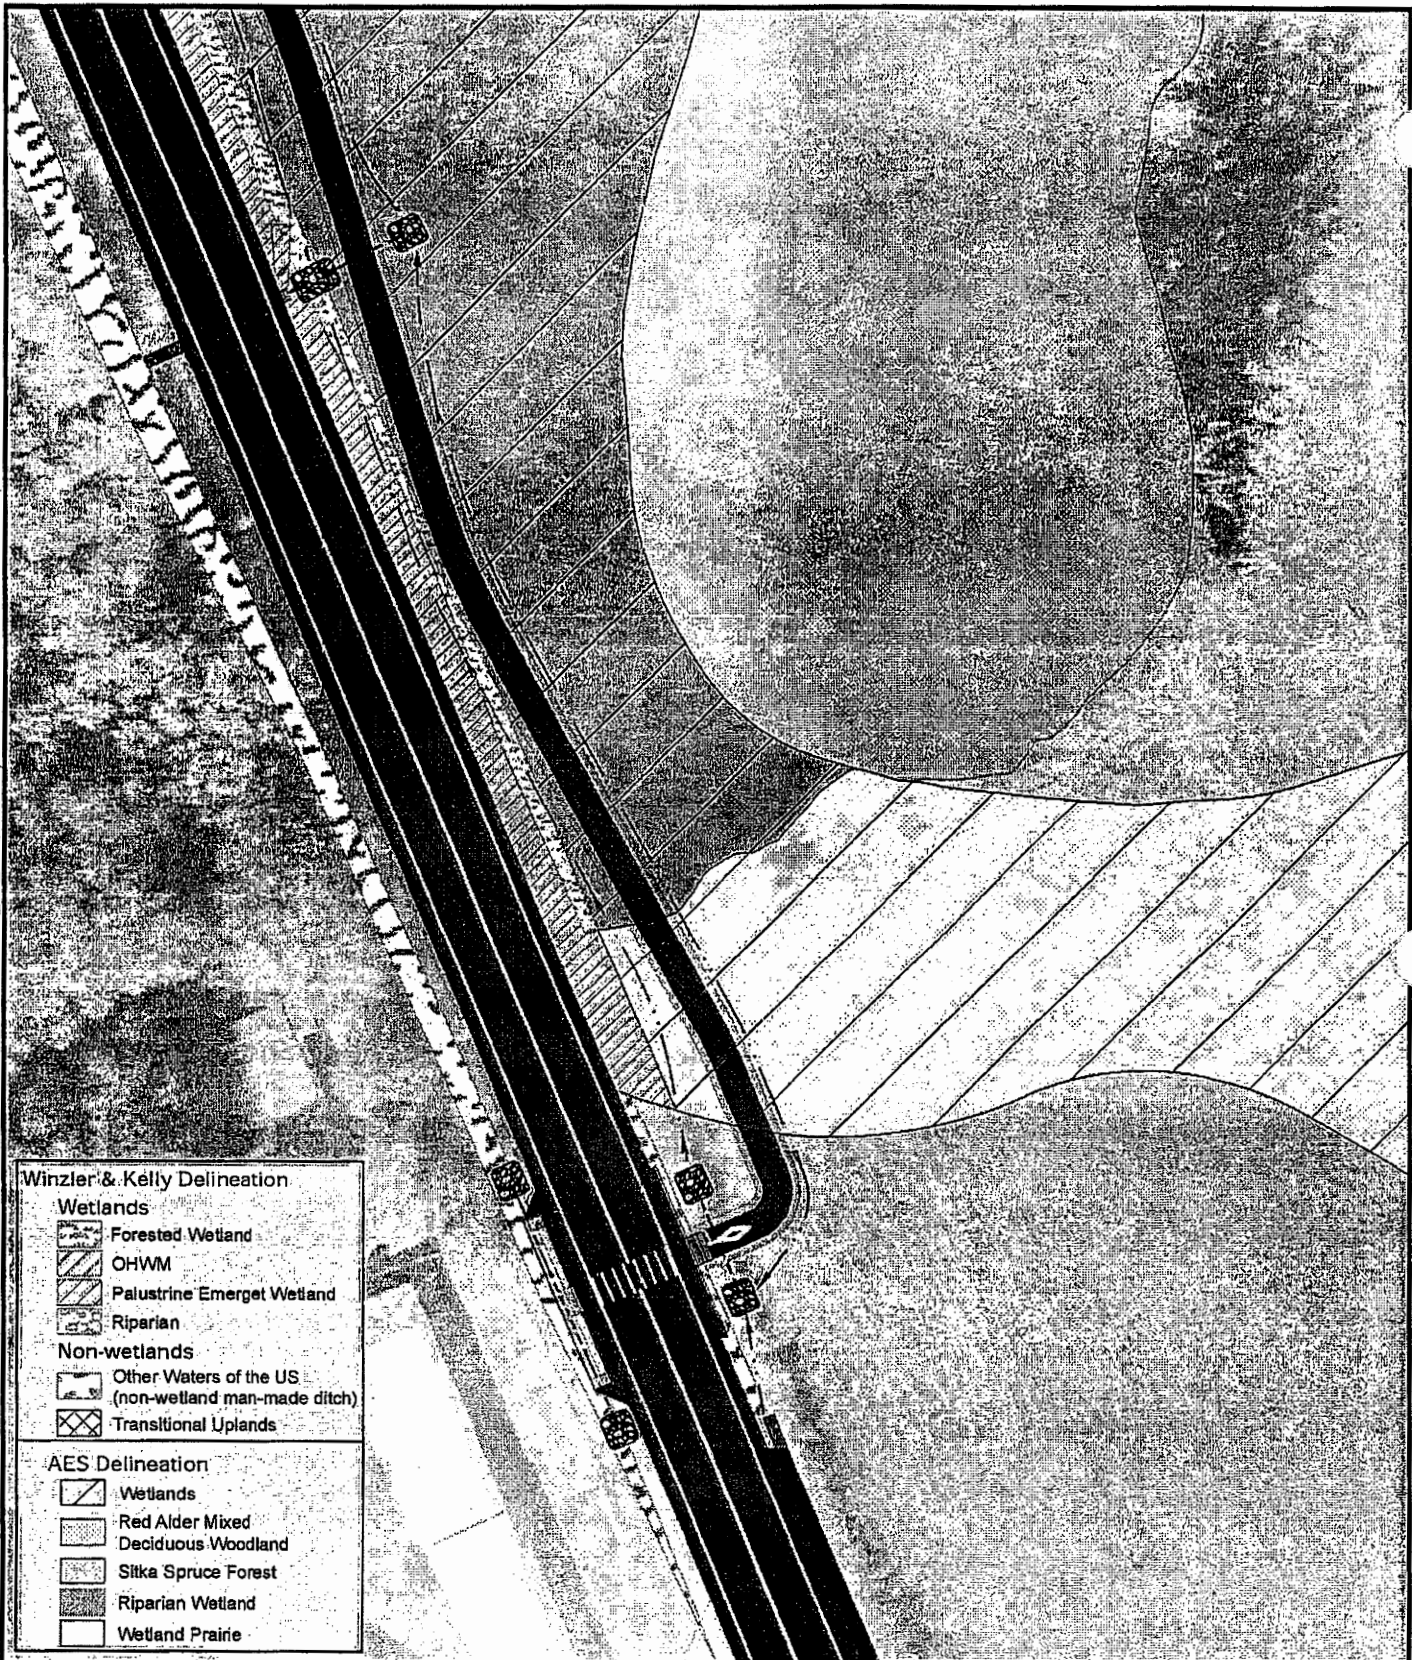 Winzler & Kelly Delineation
Wetlands
Forested Wetland
OHWM
Palustrine Emerget Wetland
Riparian
Non-wetlands
Other Waters of the US
(non-wetland man-made ditch)
Transitional Uplands
AES Delineation
Wetlands
Red Alder Mixed
Deciduous Woodland
Sitka Spruce Forest
Riparian Wetland
Wetland Prairie